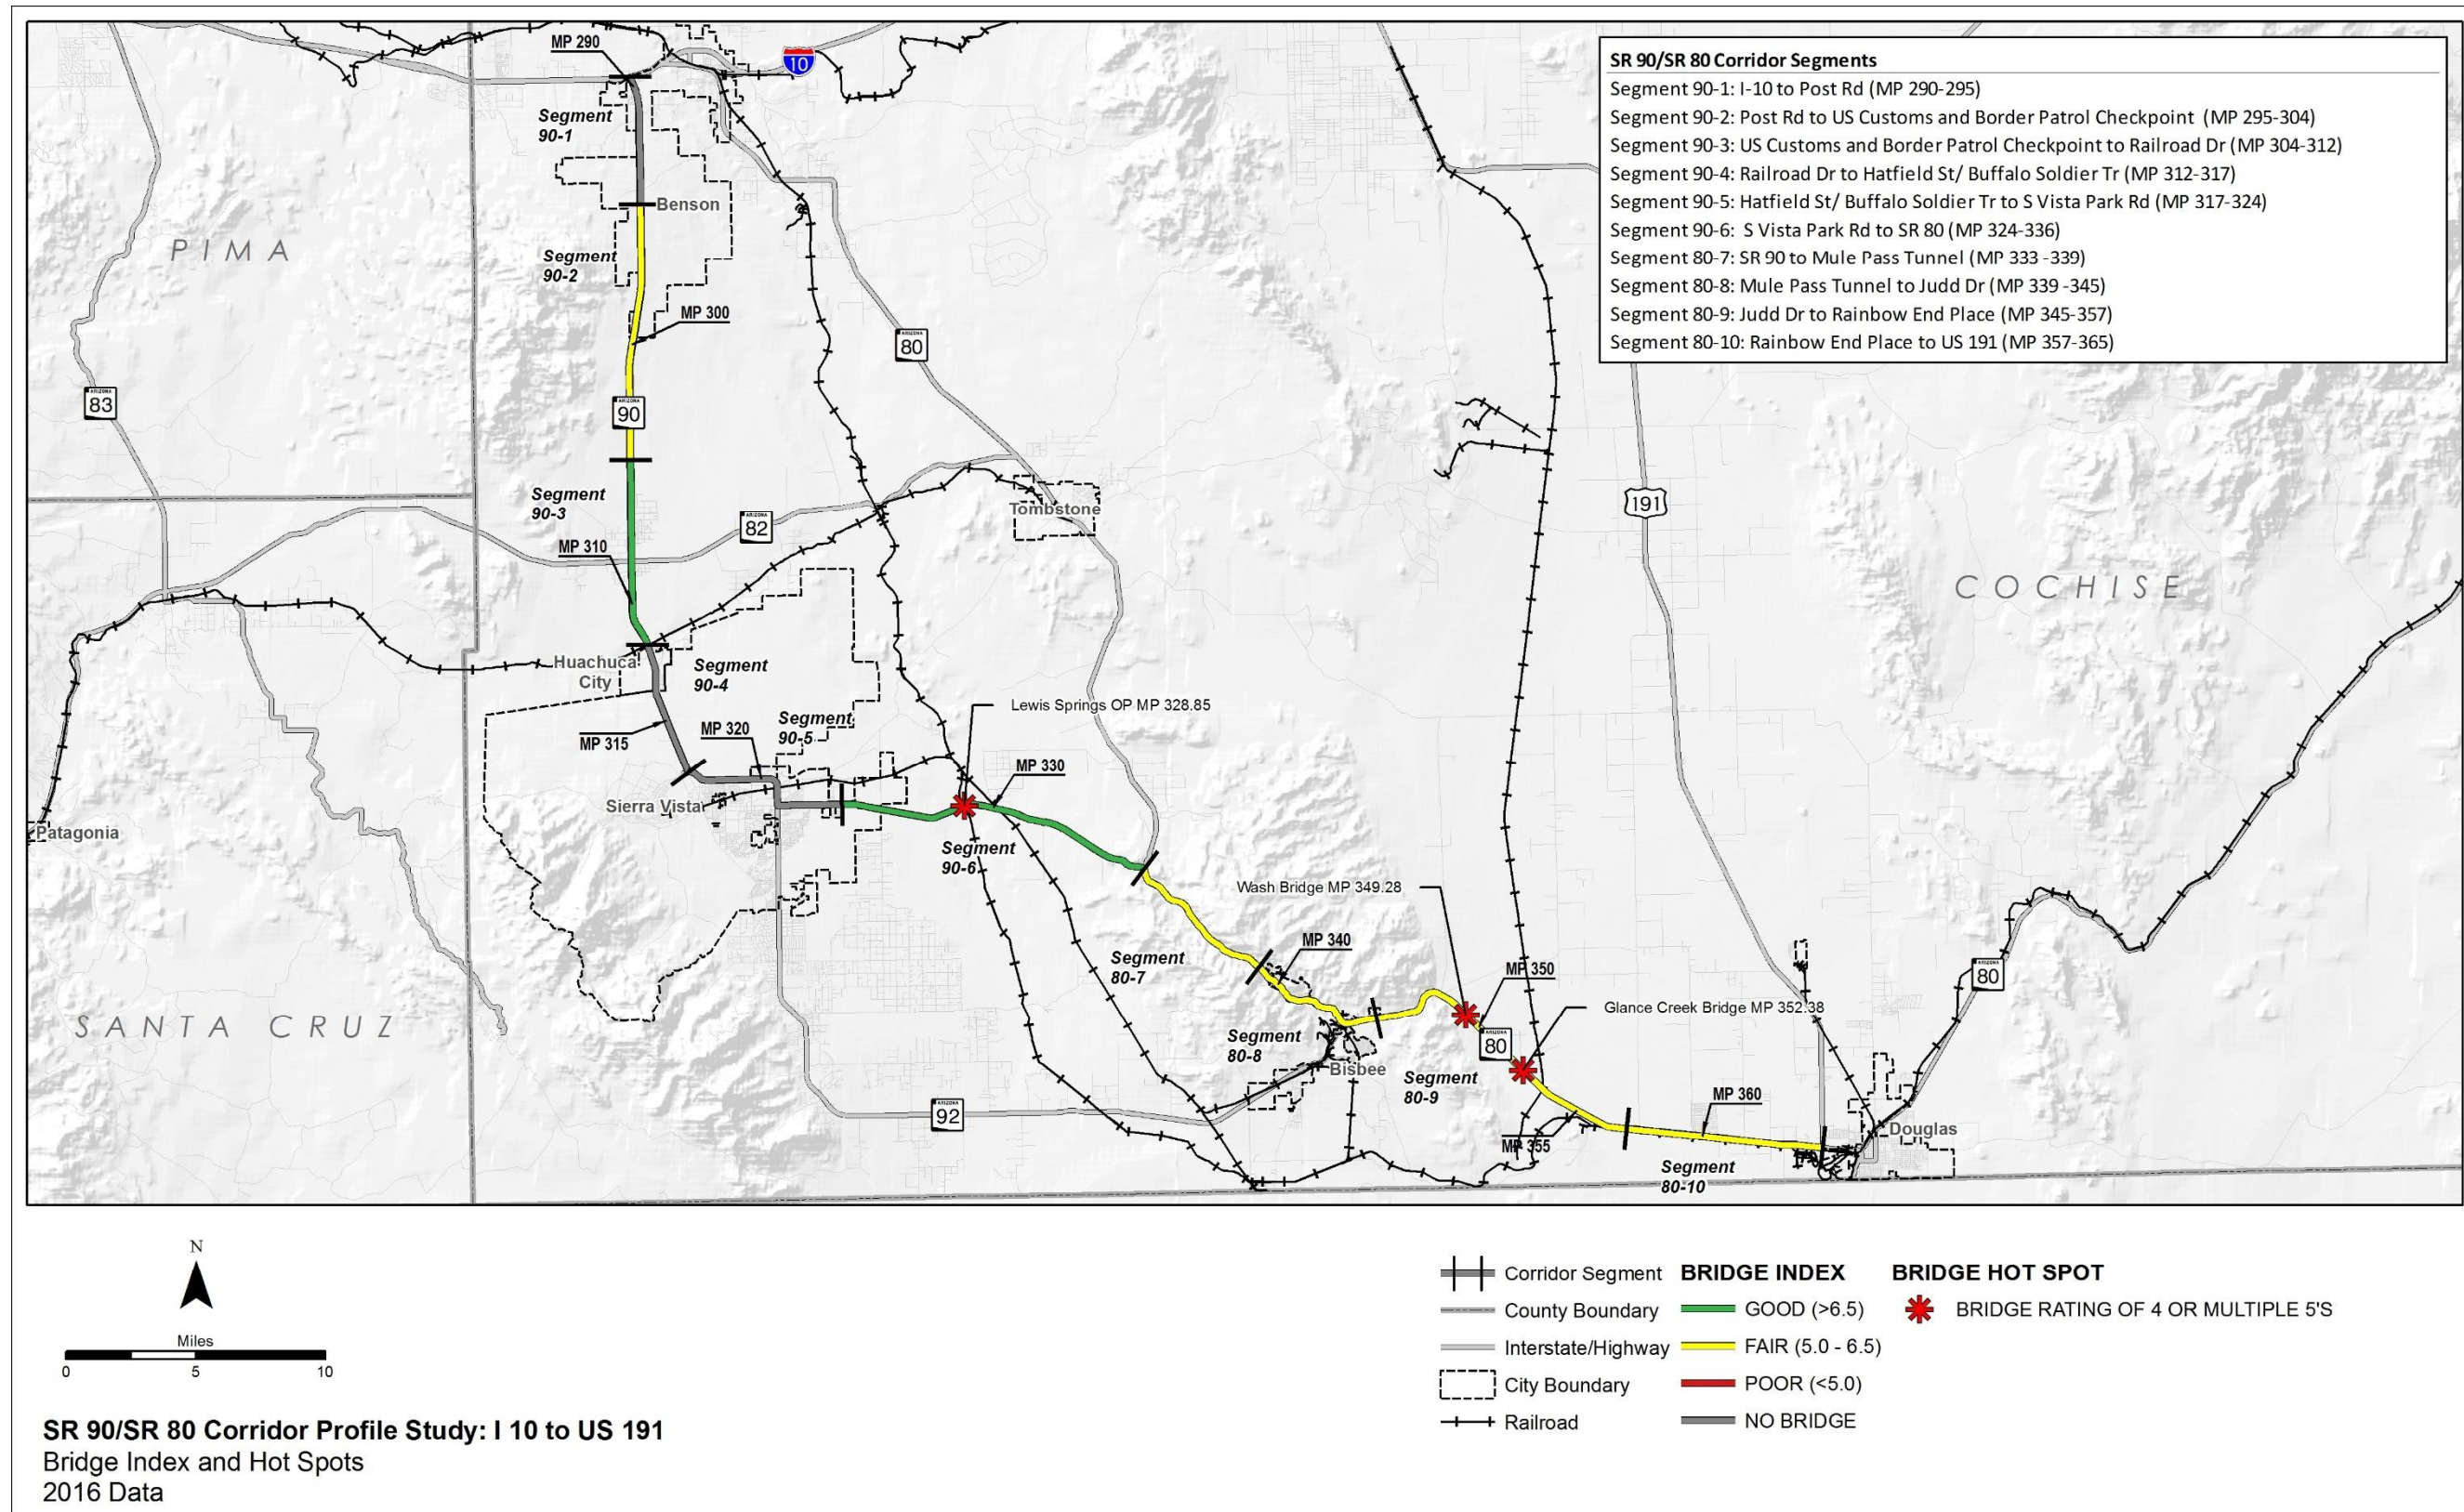 MP 290
10
SR 90/SR 80 Corridor Segments
Segment 90-1: I-10 to Post Rd (MP 290-295)
Segment 90-2: Post Rd to US Customs and Border Patrol Checkpoint (MP 295-304)
Segment 90-3: US Customs and Border Patrol Checkpoint to Railroad Dr (MP 304-312)
Segment 90-4: Railroad Dr to Hatfield St/ Buffalo Soldier Tr (MP 312-317)
Segment 90-5: Hatfield St/ Buffalo Soldier Tr to S Vista Park Rd (MP 317-324)
Segment 90-6: S Vista Park Rd to SR 80 (MP 324-336)
Segment 80-7: SR 90 to Mule Pass Tunnel (MP 333 -339)
Segment 80-8: Mule Pass Tunnel to Judd Dr (MP 339 -345)
Segment 80-9: Judd Dr to Rainbow End Place (MP 345-357)
Segment 80-10: Rainbow End Place to US 191 (MP 357-365)
Segment
90-1
Benson
PIMA
Segment
90-2
MP 300
ARIZONA
80
ARIZONA
83
ARIZONA
90
Segment
90-3
191
Tombstone
ARIZONA
82
MP 310
COCHISE
Huachuca
City
Segment
90-4
Lewis Springs OP MP 328.85
Segment
90-5
MP 320
MP 315
MP 330
Sierra Vista
Patagonia
Segment
90-6
Wash Bridge MP 349.28
MP 340
Segment
80-7
MP 350
ARIZONA
80
Glance Creek Bridge MP 352.38
SANTA CRUZ
Segment
80-8
ARIZONA
80
Bisbee
Segment
80-9
MP 360
ARIZONA
92
Douglas
MP 355
Segment
80-10
N
Miles
0 5 10
SR 90/SR 80 Corridor Profile Study: I 10 to US 191
Bridge Index and Hot Spots
2016 Data
Corridor Segment
County Boundary
Interstate/Highway
City Boundary
Railroad
BRIDGE INDEX
GOOD (>6.5)
FAIR (5.0 - 6.5)
POOR (<5.0)
NO BRIDGE
BRIDGE HOT SPOT
BRIDGE RATING OF 4 OR MULTIPLE 5'S